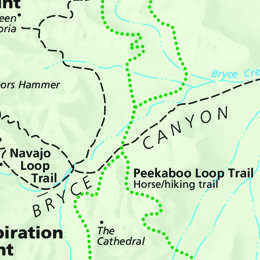 nt
een
oria
Bryce Cre
ors Hammer
BRYCE CANYON
Navajo
Loop
Trail
Peekaboo Loop Trail
Horse/hiking trail
The
Cathedral
piration
nt